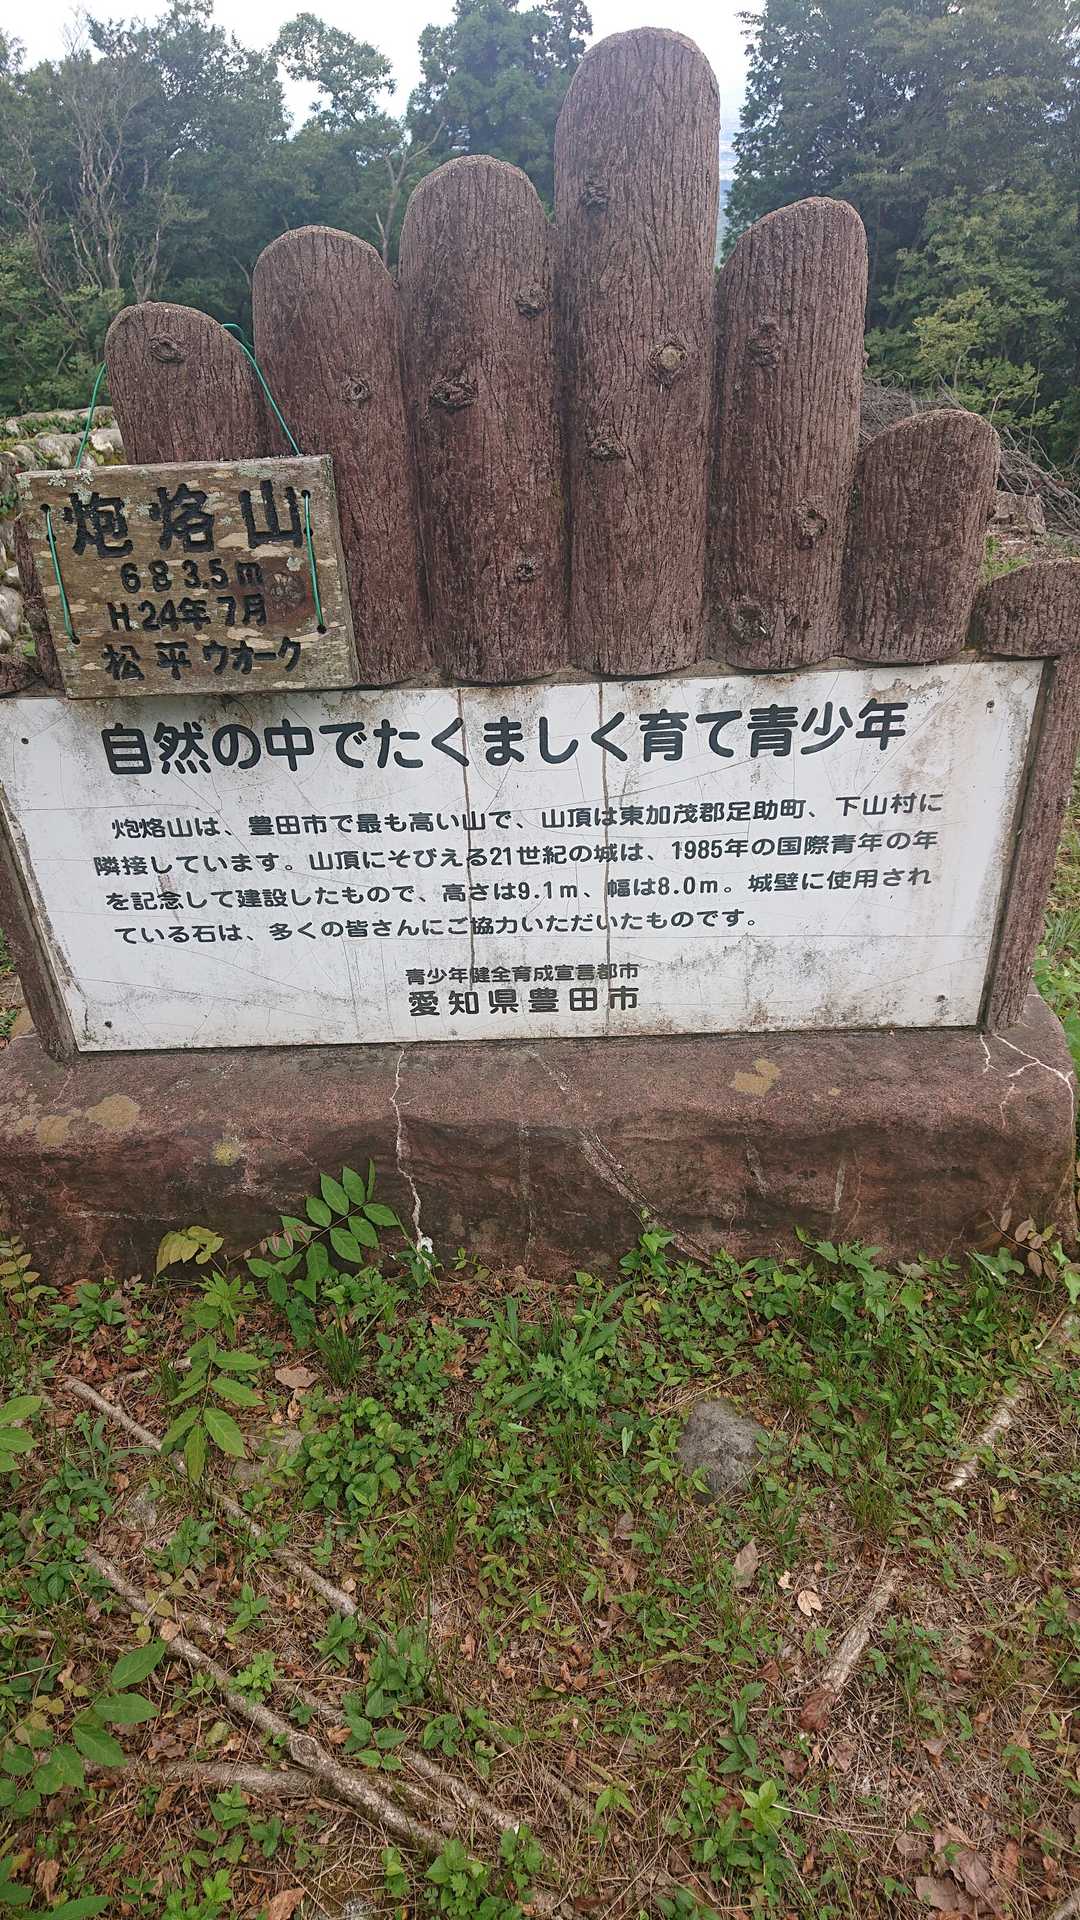 炮烙山
683.5m
H24年7月
松平ウオーク
自然の中でたくましく育て青少年
炮烙山は、豊田市で最も高い山で、山頂は東加茂郡足助町、下山村に
隣接しています。山頂にそびえる21世紀の城は、1985年の国際青年の年
を記念して建設したもので、高さは9.1m、幅は8.0m。城壁に使用され
ている石は、多くの皆さんにご協力いただいたものです。
青少年健全育成宣言都市
愛知県豊田市